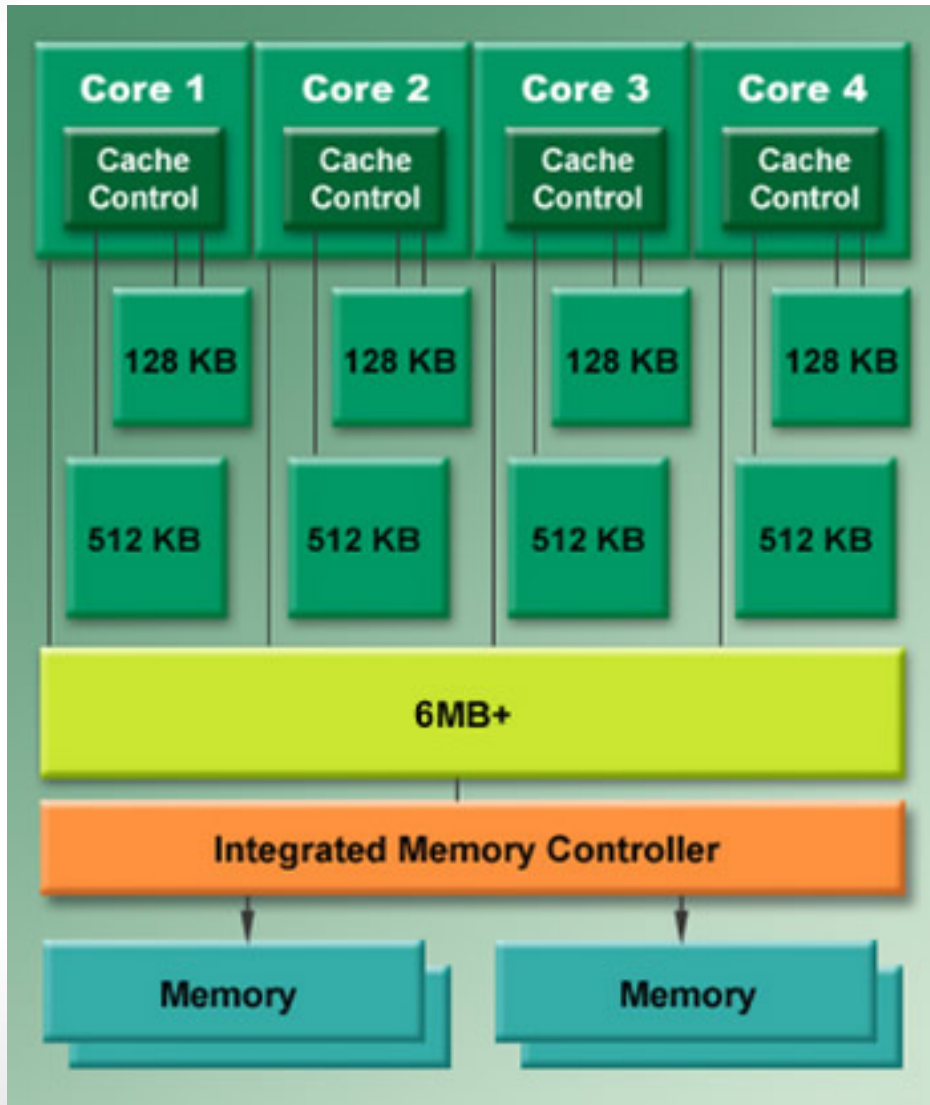 Core 1
Core 2
Core 3
Core 4
Cache
Control
Cache
Control
Cache
Control
Cache
Control
128 KB
128 KB
128 KB
128 KB
512 KB
512 KB
512 KB
512 KB
6MB+
Integrated Memory Controller
Memory
Memory